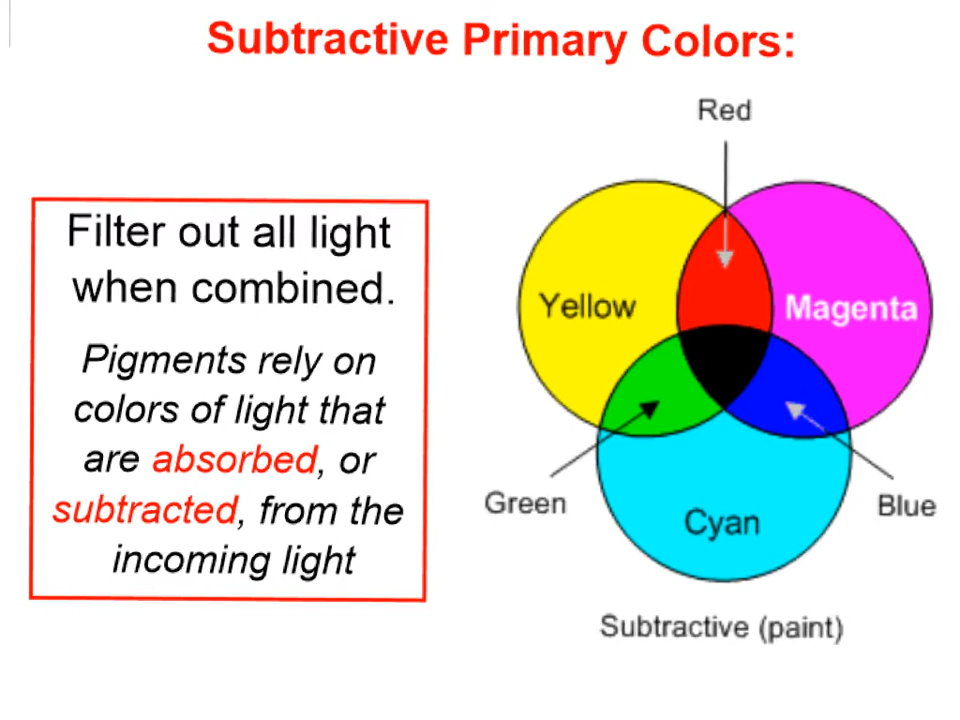 Subtractive Primary Colors:
Red
Filter out all light
when combined.
Pigments rely on
colors of light that
are absorbed, or
subtracted, from the
incoming light
Yellow
Magenta
Green
Cyan
Blue
Subtractive (paint)